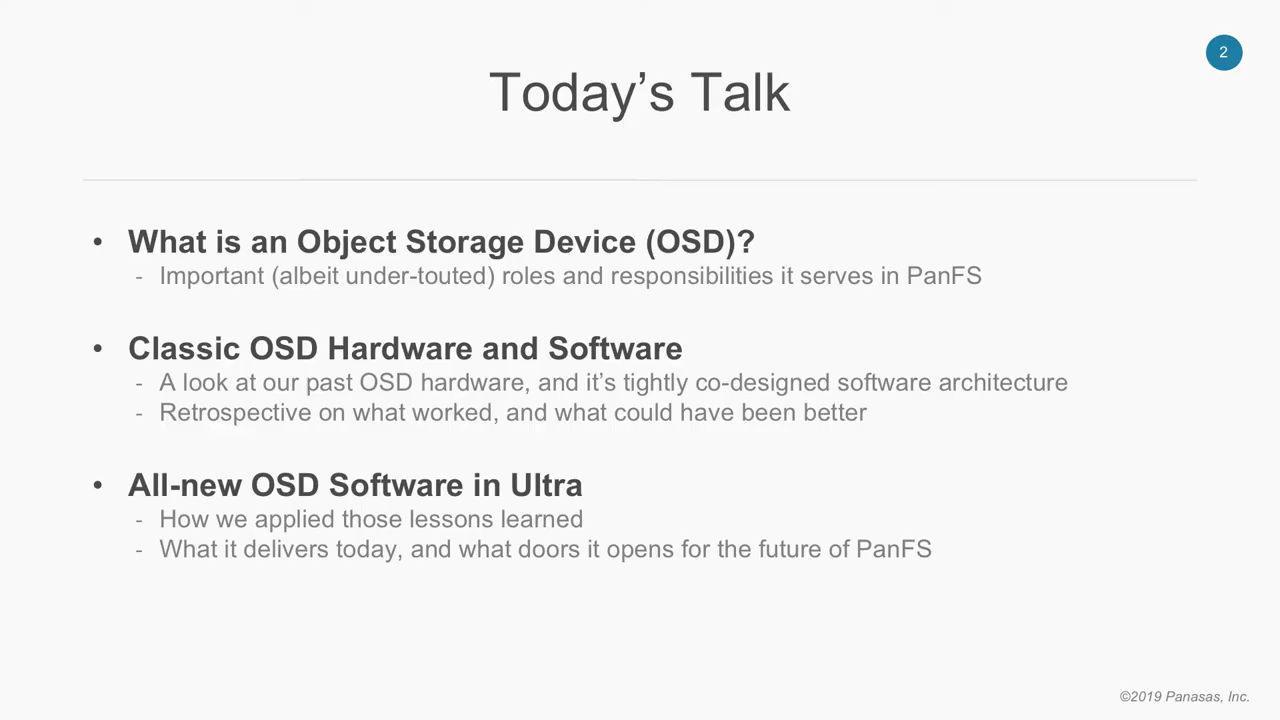 2
Today's Talk
• What is an Object Storage Device (OSD)?
- Important (albeit under-touted) roles and responsibilities it serves in PanFS
• Classic OSD Hardware and Software
- A look at our past OSD hardware, and it's tightly co-designed software architecture
- Retrospective on what worked, and what could have been better
• All-new OSD Software in Ultra
- How we applied those lessons learned
- What it delivers today, and what doors it opens for the future of PanFS
©2019 Panasas, Inc.